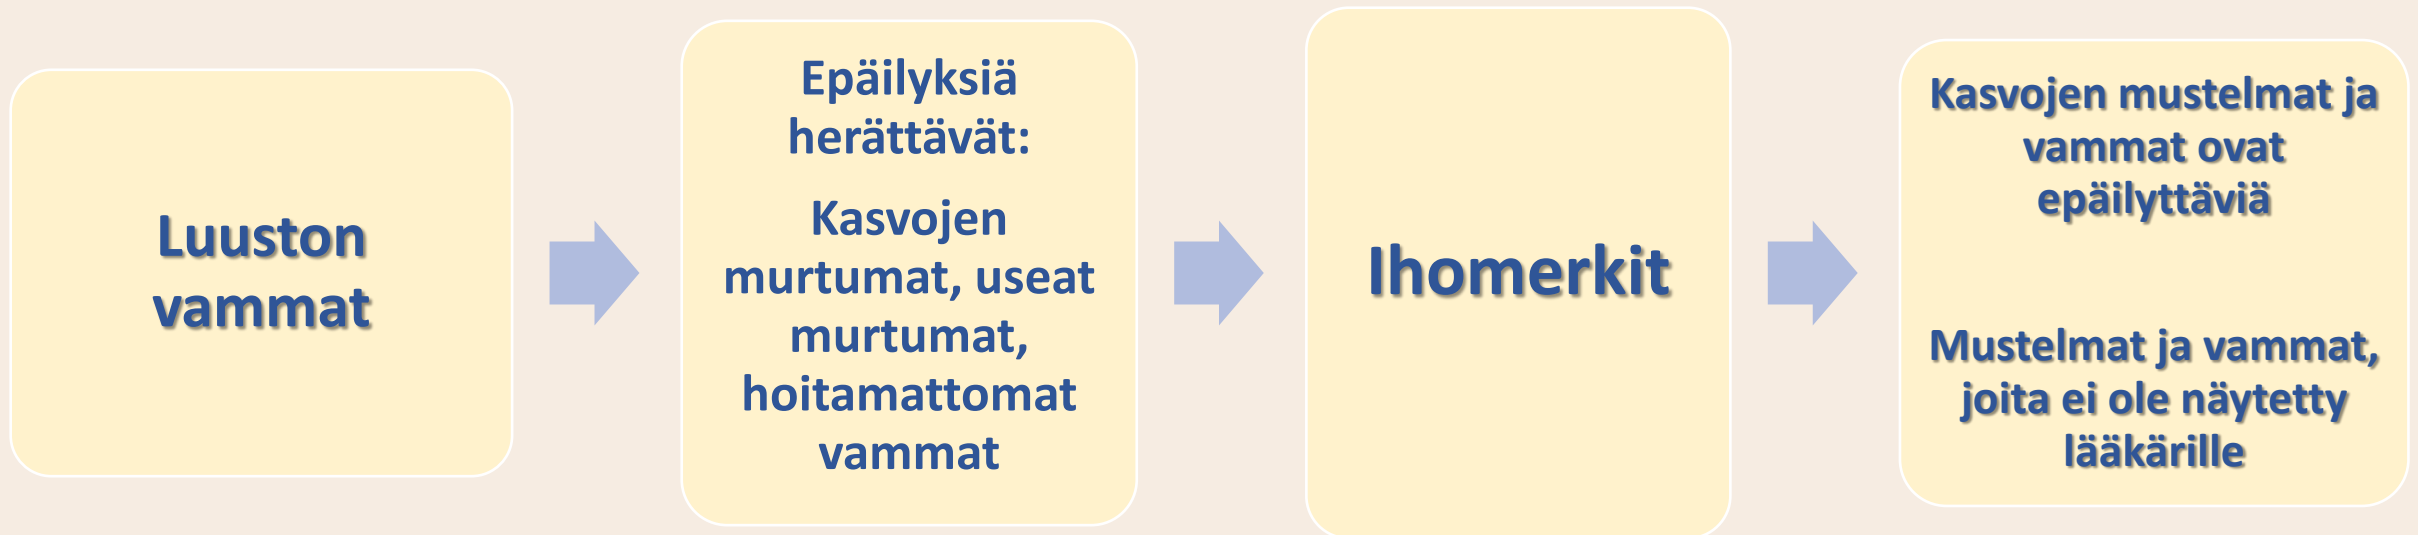 Luuston
vammat
Epäilyksiä
herättävät:
Kasvojen
murtumat, useat
murtumat,
hoitamattomat
vammat
Ihomerkit
Kasvojen mustelmat ja
vammat ovat
epäilyttäviä
Mustelmat ja vammat,
joita ei ole näytetty
lääkärille